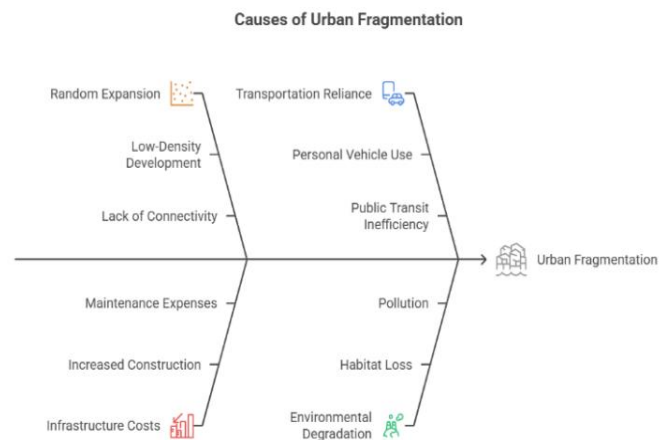 Causes of Urban Fragmentation
Random Expansion
Low-Density
Development
Lack of Connectivity
Transportation Reliance
Personal Vehicle Use
Public Transit
Inefficiency
Urban Fragmentation
Maintenance Expenses
Increased Construction
Infrastructure Costs
Pollution
Habitat Loss
Environmental
Degradation